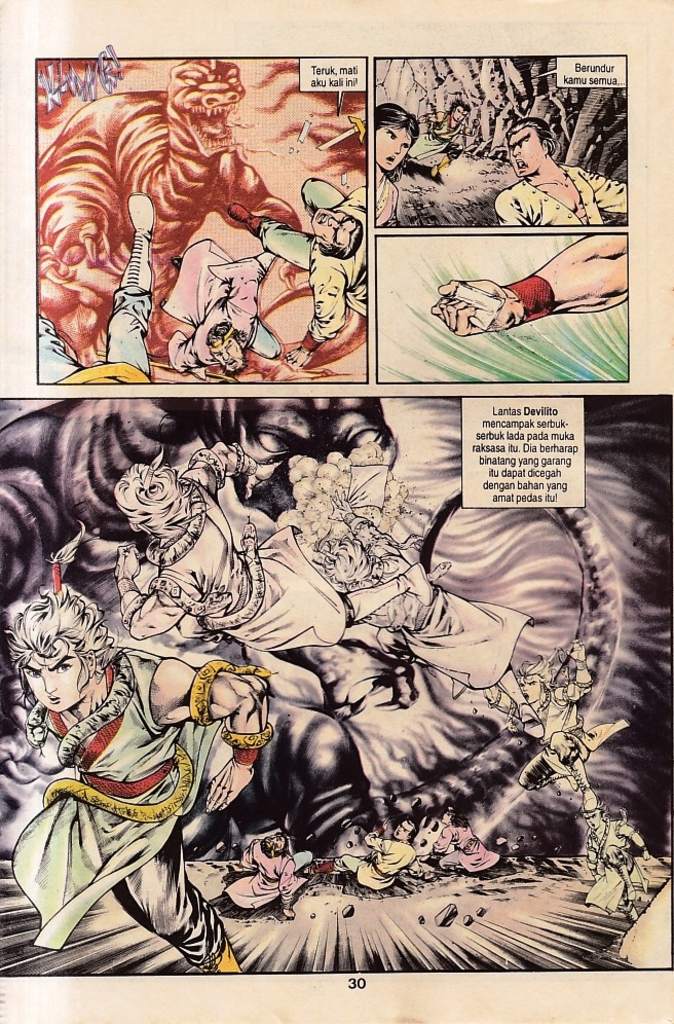 Teruk, mati
aku kali ini!
Berundur
kamu semua...
Lantas Devilito
mencampak serbuk-
serbuk lada pada muka
raksasa itu. Dia berharap
binatang yang garang
itu dapat dicegah
dengan bahan yang
amat pedas itu!
30